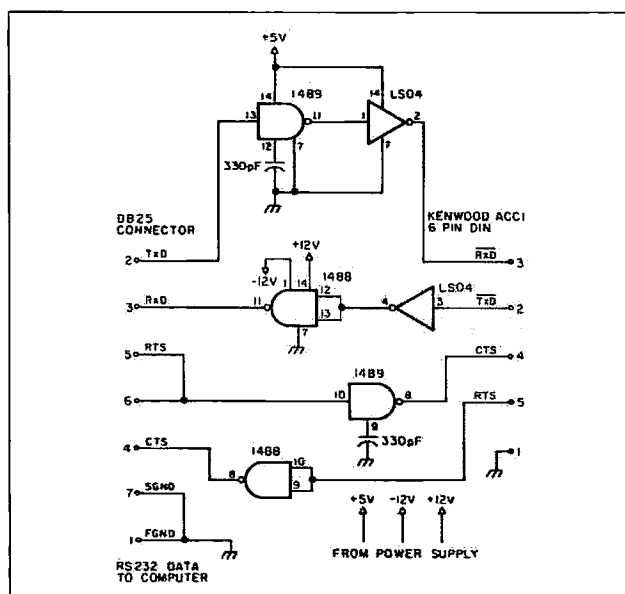 +5V
14
1489
14
LS04
13
11
1
2
12
7
7
330pF
DB25
CONNECTOR
KENWOOD ACC1
6 PIN DIN
2
TxD
RxD
3
-12V
+12V
1
14
1488
LS04
3
RxD
11
12
13
4
3
TxD
2
7
5
RTS
1489
CTS
4
6
10
8
RTS
5
9
330pF
4
CTS
1488
8
10
9
1
7
SGND
+5V
-12V
+12V
1
FGND
FROM POWER SUPPLY
RS232 DATA
TO COMPUTER